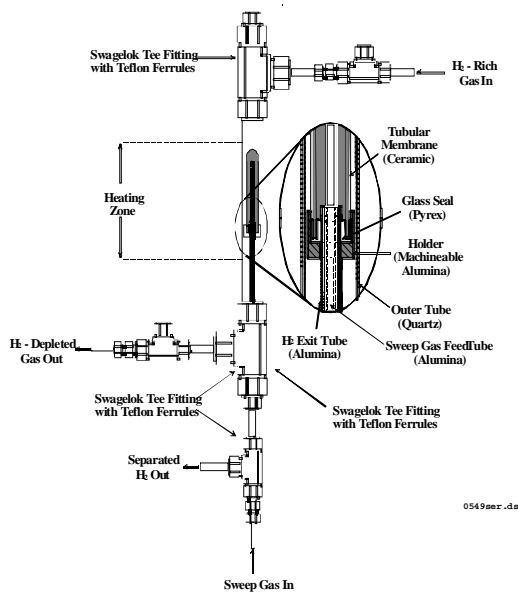 Swagelok Tee Fitting
with Teflon Ferrules
H2 - Rich
Gas In
Tubular
Membrane
(Ceramic)
Heating
Zone
Glass Seal
(Pyrex)
Holder
(Machineable
Alumina)
Outer Tube
(Quartz)
H2 Exit Tube
(Alumina)
Sweep Gas FeedTube
(Alumina)
H2 - Depleted
Gas Out
Swagelok Tee Fitting
with Teflon Ferrules
Swagelok Tee Fitting
with Teflon Ferrules
Separated
H2 Out
0549ser.ds
Sweep Gas In